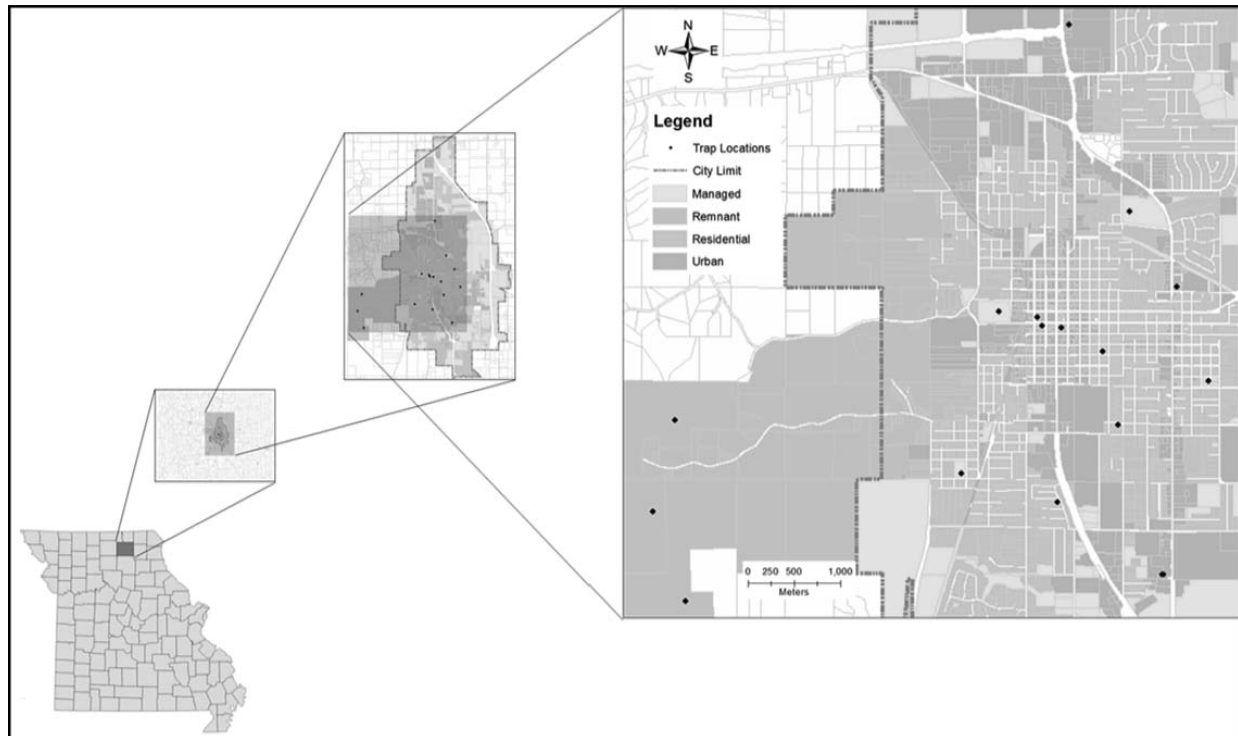 N
W E
S
Legend
Trap Locations
City Limit
Managed
Remnant
Residential
Urban
0 250 500 1,000
Meters